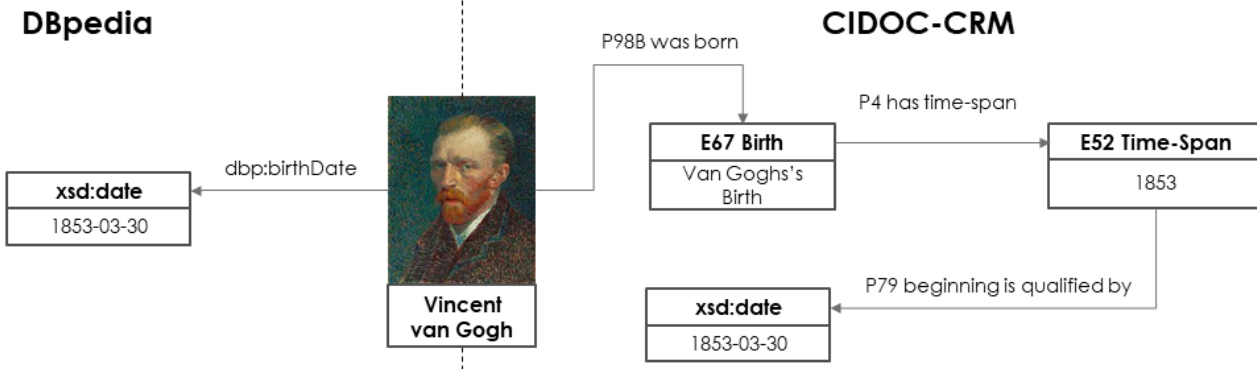 DBpedia
CIDOC-CRM
P98B was born
P4 has time-span
E67 Birth
Van Goghs's
Birth
E52 Time-Span
1853
dbp:birthDate
xsd:date
1853-03-30
Vincent
van Gogh
P79 beginning is qualified by
xsd:date
1853-03-30